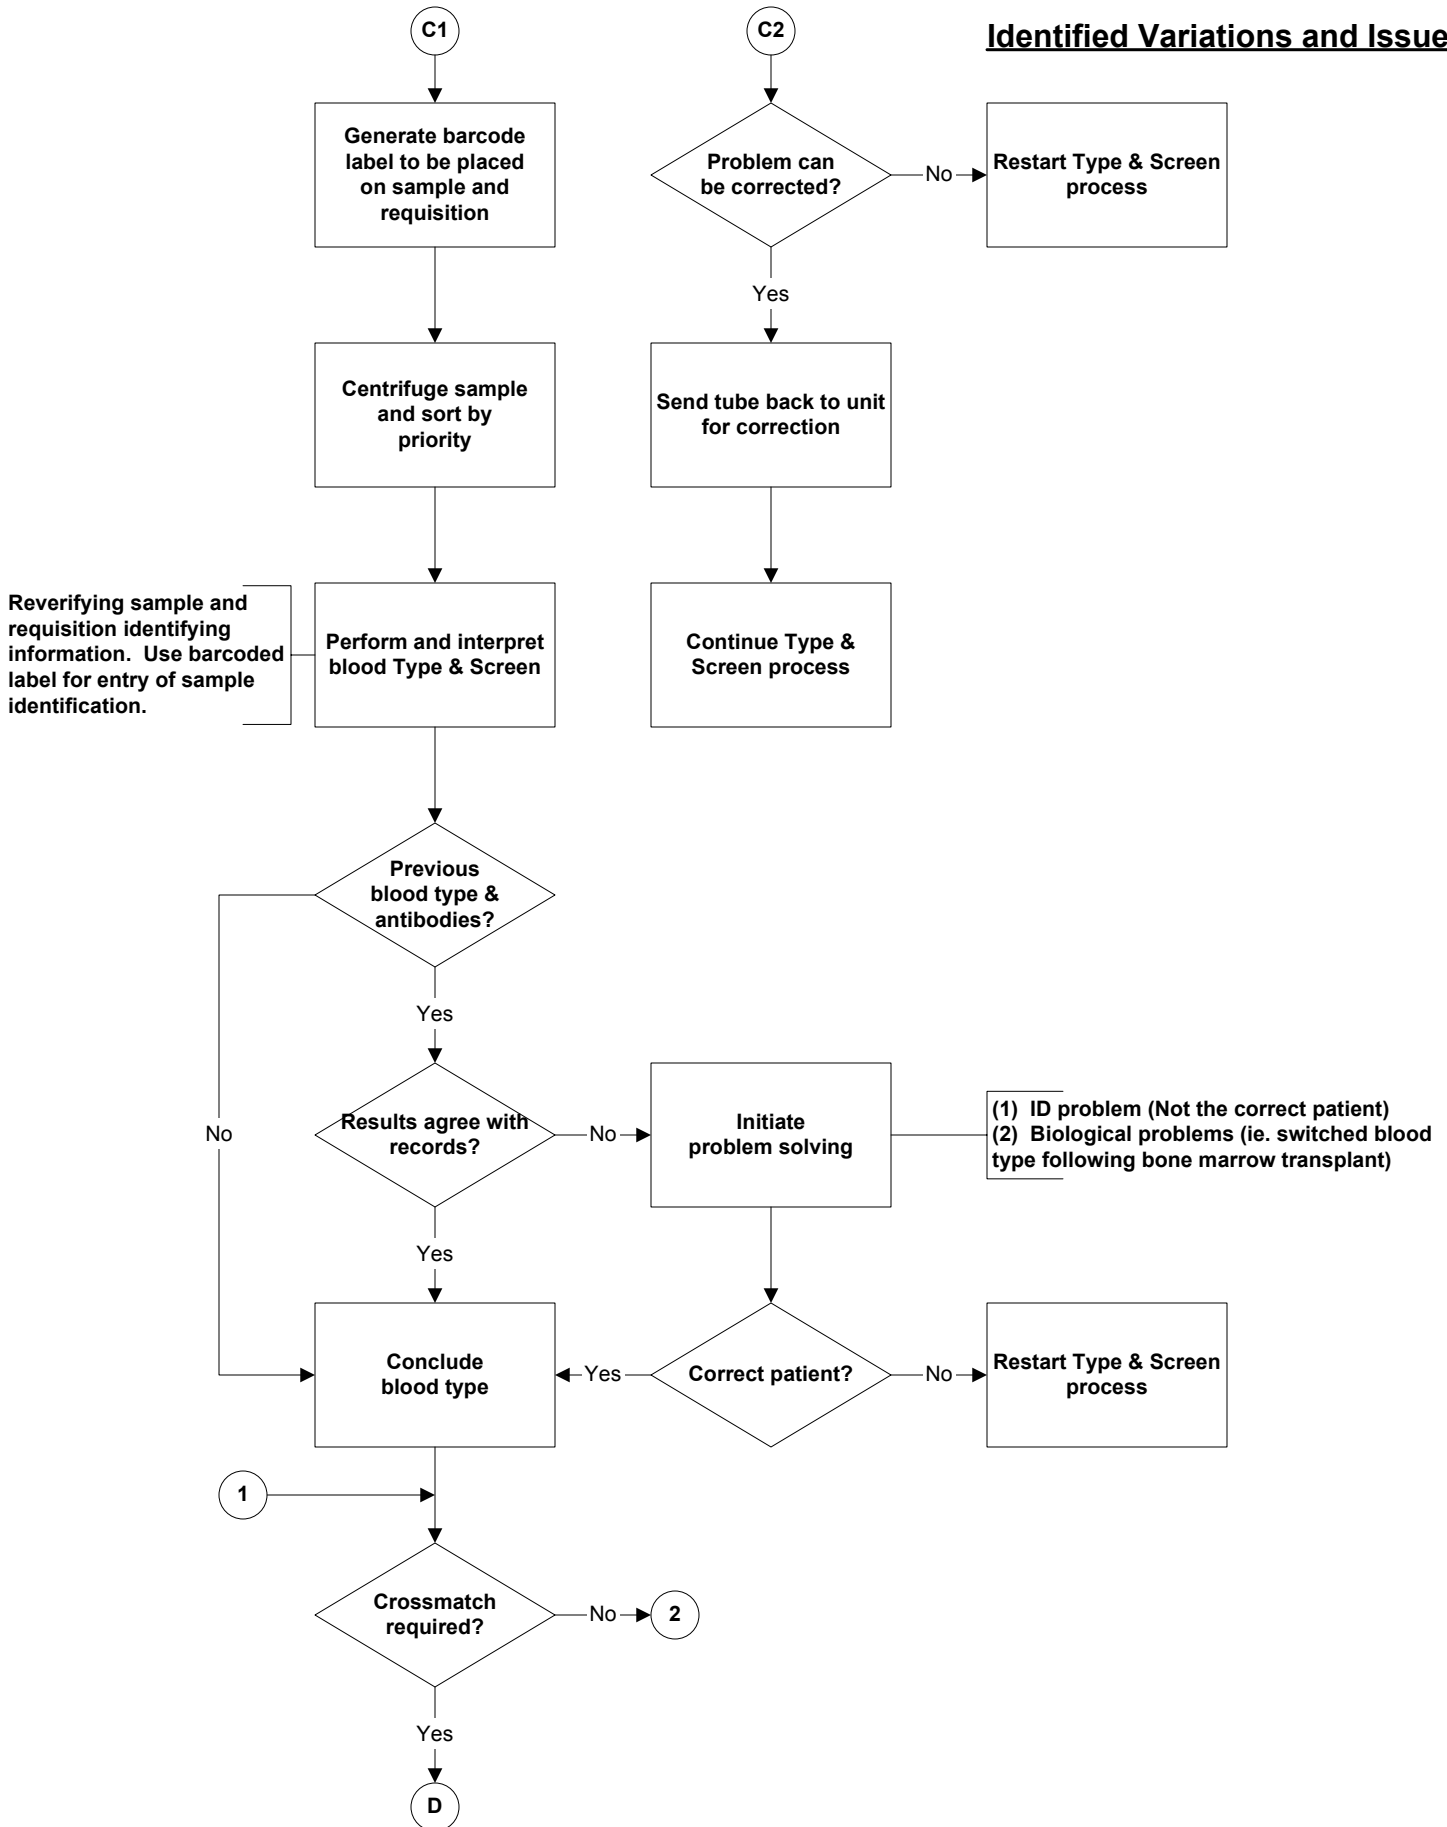 C1
C2
Identified Variations and Issue
Generate barcode
label to be placed
on sample and
requisition
Problem can
be corrected?
No
Restart Type & Screen
process
Yes
Centrifuge sample
and sort by
priority
Send tube back to unit
for correction
Reverifying sample and
requisition identifying
information.  Use barcoded
label for entry of sample
identification.
Perform and interpret
blood Type & Screen
Continue Type &
Screen process
Previous
blood type &
antibodies?
Yes
No
Results agree with
records?
No
Initiate
problem solving
(1)  ID problem (Not the correct patient)
(2)  Biological problems (ie. switched blood
type following bone marrow transplant)
Yes
Conclude
blood type
Yes
Correct patient?
No
Restart Type & Screen
process
1
Crossmatch
required?
No
2
Yes
D